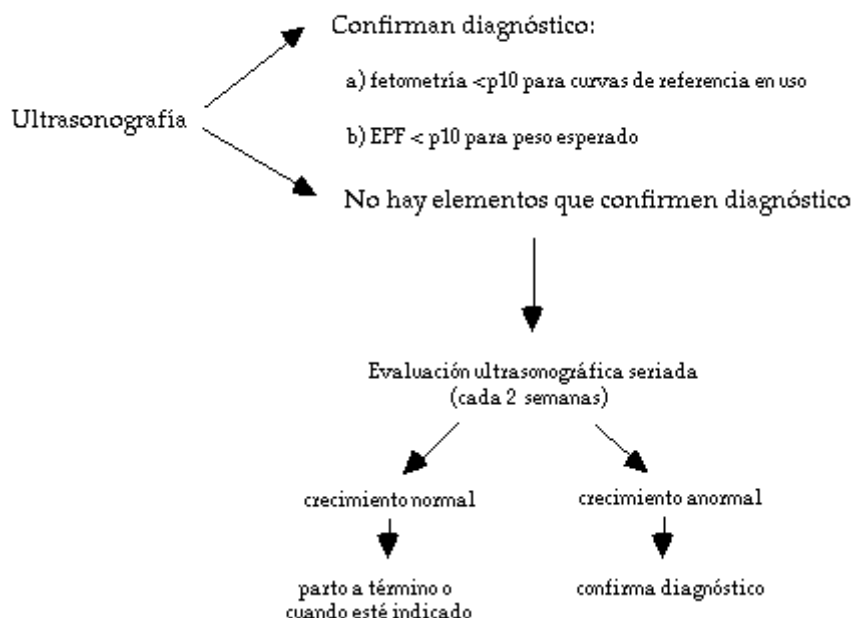 Confirman diagnóstico:
a) fetometría <p10 para curvas de referencia en uso
Ultrasonografía
b) EPF < p10 para peso esperado
No hay elementos que confirmen diagnóstico
Evaluación ultrasonográfica seriada
(cada 2 semanas)
crecimiento normal
crecimiento anormal
parto a término o
cuando esté indicado
confirma diagnóstico